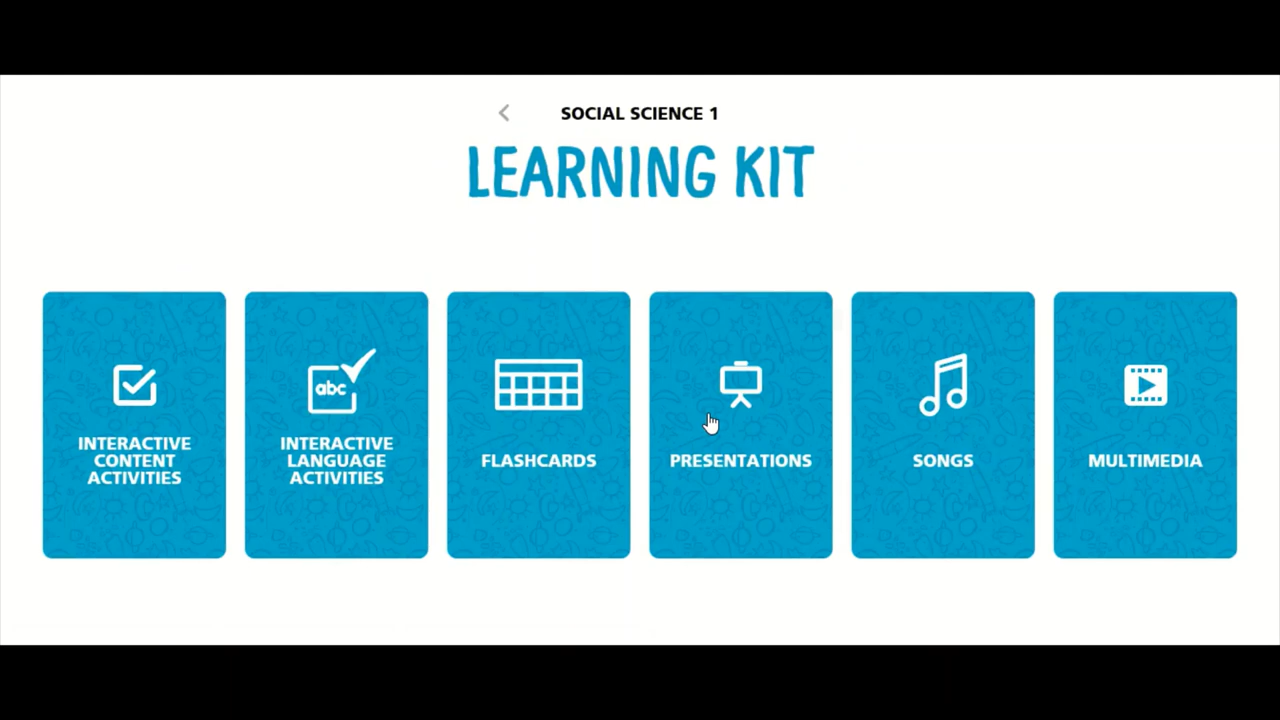 SOCIAL SCIENCE 1
LEARNING KIT
INTERACTIVE
CONTENT
ACTIVITIES
abc
INTERACTIVE
LANGUAGE
ACTIVITIES
FLASHCARDS
PRESENTATIONS
SONGS
MULTIMEDIA